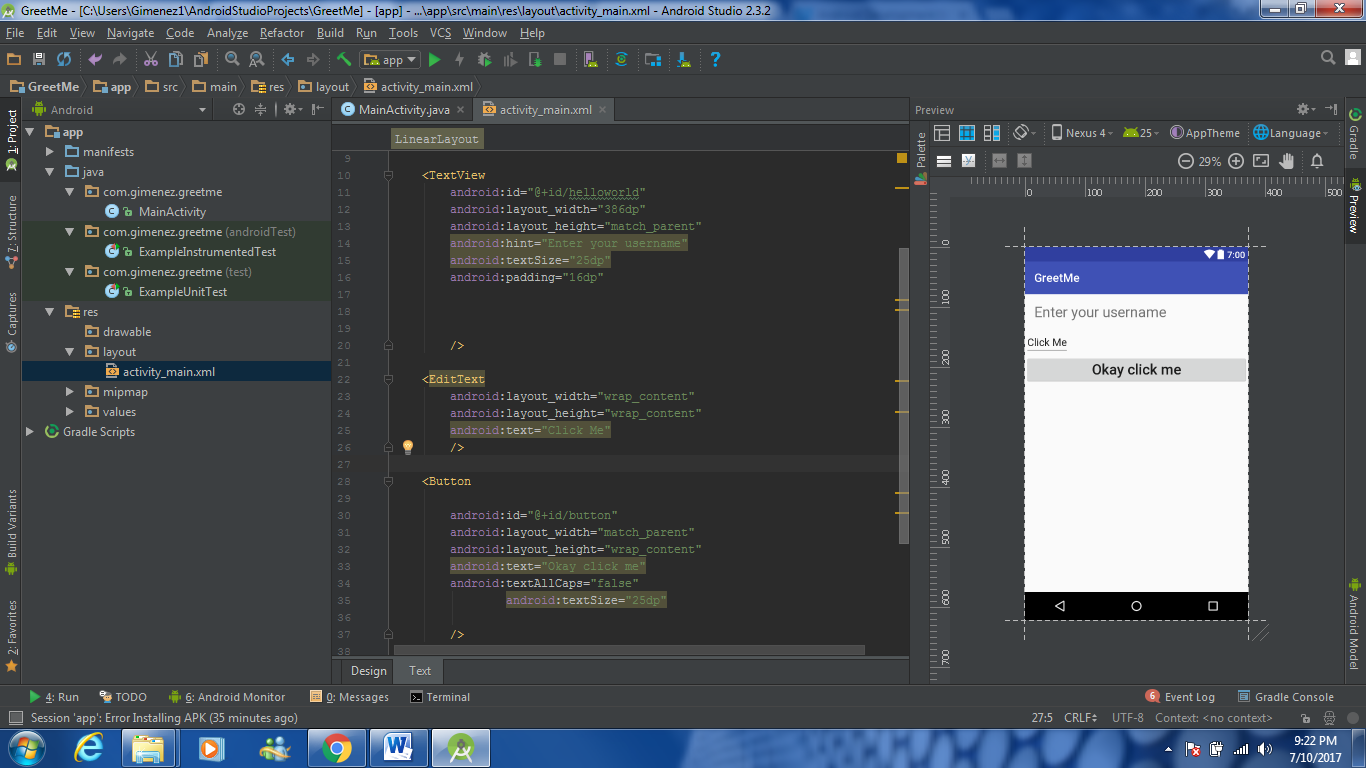 GreetMe - [C:\Users\Gimenez1\AndroidStudioProjects\GreetMe] - [app] - ...\app\src\main\res\layout\activity_main.xml - Android Studio 2.3.2
File Edit View Navigate Code Analyze Refactor Build Run Tools VCS Window Help
app
GreetMe app src main res layout activity_main.xml
1: Project
7: Structure
Captures
Build Variants
2: Favorites
Android
app
manifests
java
com.gimenez.greetme
MainActivity
com.gimenez.greetme (androidTest)
ExampleInstrumentedTest
com.gimenez.greetme (test)
ExampleUnitTest
res
drawable
layout
activity_main.xml
mipmap
values
Gradle Scripts
MainActivity.java activity_main.xml
LinearLayout
9
10 <TextView
11 android:id="@+id/helloworld"
12 android:layout_width="386dp"
13 android:layout_height="match_parent"
14 android:hint="Enter your username"
15 android:textSize="25dp"
16 android:padding="16dp"
17
18
19
20 />
21
22 <EditText
23 android:layout_width="wrap_content"
24 android:layout_height="wrap_content"
25 android:text="Click Me"
26 />
27
28 <Button
29
30 android:id="@+id/button"
31 android:layout_width="match_parent"
32 android:layout_height="wrap_content"
33 android:text="Okay click me"
34 android:textAllCaps="false"
35 android:textSize="25dp"
36
37 />
38
Design Text
Preview
Palette
Nexus 4 25 AppTheme Language
29%
0 100 200 300 400 500
0
100
200
300
400
500
600
700
7:00
GreetMe
Enter your username
Click Me
Okay click me
Gradle
Preview
Android Model
4: Run TODO 6: Android Monitor 0: Messages Terminal 6 Event Log Gradle Console
Session 'app': Error Installing APK (35 minutes ago) 27:5 CRLF UTF-8 Context: <no context>
9:22 PM
7/10/2017